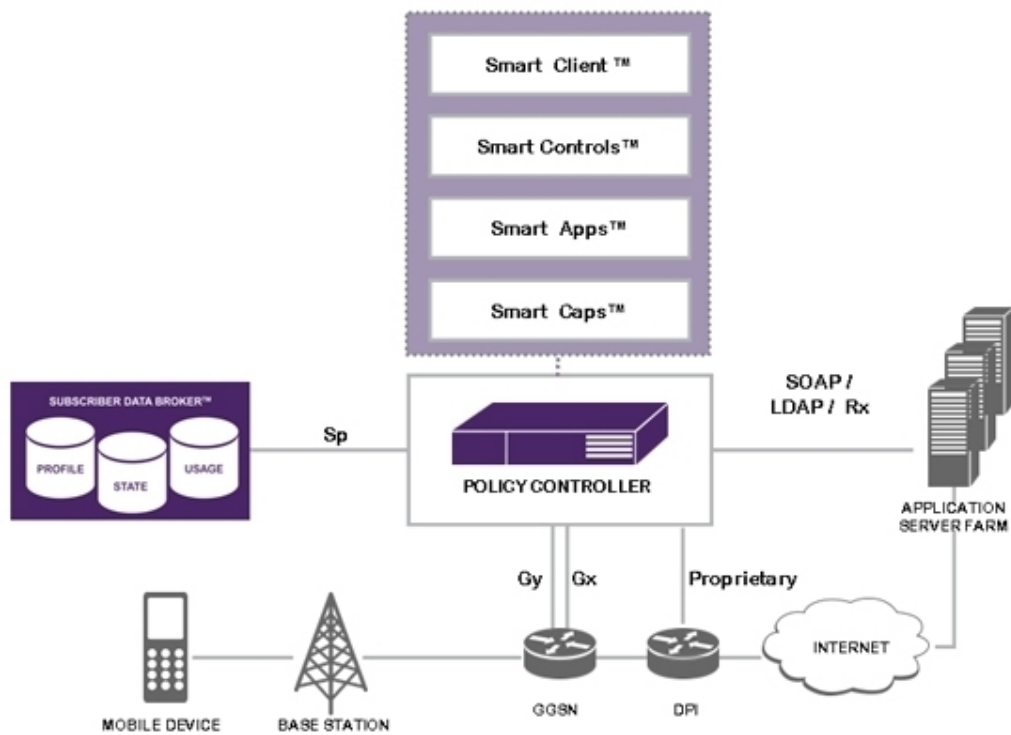 Smart Client™
Smart Controls™
Smart Apps™
Smart Caps™
SUBSCRIBER DATA BROKER™
PROFILE
STATE
USAGE
Sp
POLICY CONTROLLER
SOAP /
LDAP / Rx
APPLICATION
SERVER FARM
Gy
Gx
Proprietary
INTERNET
MOBILE DEVICE
BASE STATION
GGSN
DPI